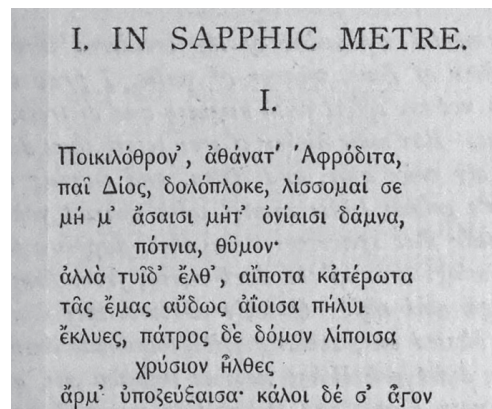 I. IN SAPPHIC METRE.
I.
Ποικιλόθρον’, ἀθάνατ’ Ἀφρόδιτα,
παῖ Δίος, δολόπλοκε, λίσσομαί σε
μή μ’ ἄσαισι μήτ’ ὀνίαισι δάμνα,
πότνια, θῦμον·
ἀλλὰ τυῖδ’ ἔλθ’, αἴποτα κἀτέρωτα
τᾶς ἔμας αὔδως ἀΐοισα πήλυι
ἔκλυες, πάτρος δὲ δόμον λίποισα
χρύσιον ἦλθες
ἄρμ’ ὐποζεύξαισα· κάλοι δέ σ’ ἆγον